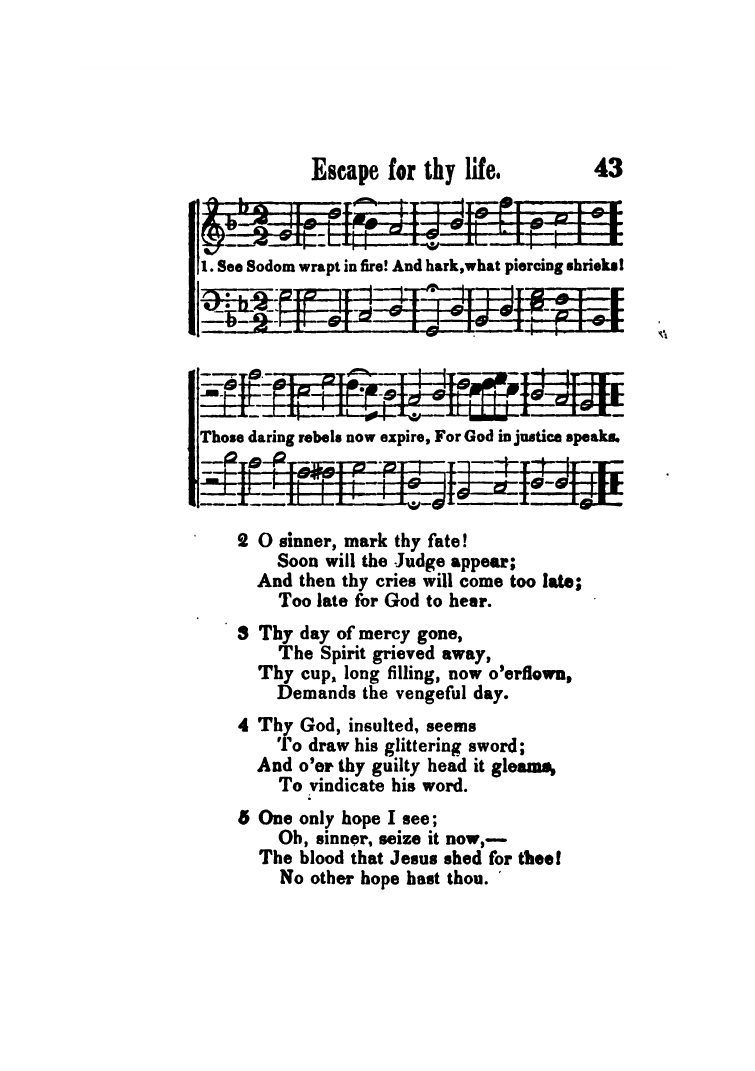 Escape for thy life. 43
1. See Sodom wrapt in fire! And hark, what piercing shrieks!
Those daring rebels now expire, For God in justice speaks.
2 O sinner, mark thy fate!
Soon will the Judge appear;
And then thy cries will come too late;
Too late for God to hear.
3 Thy day of mercy gone,
The Spirit grieved away,
Thy cup, long filling, now o'erflown,
Demands the vengeful day.
4 Thy God, insulted, seems
To draw his glittering sword;
And o'er thy guilty head it gleams,
To vindicate his word.
5 One only hope I see;
Oh, sinner, seize it now,—
The blood that Jesus shed for thee!
No other hope hast thou.